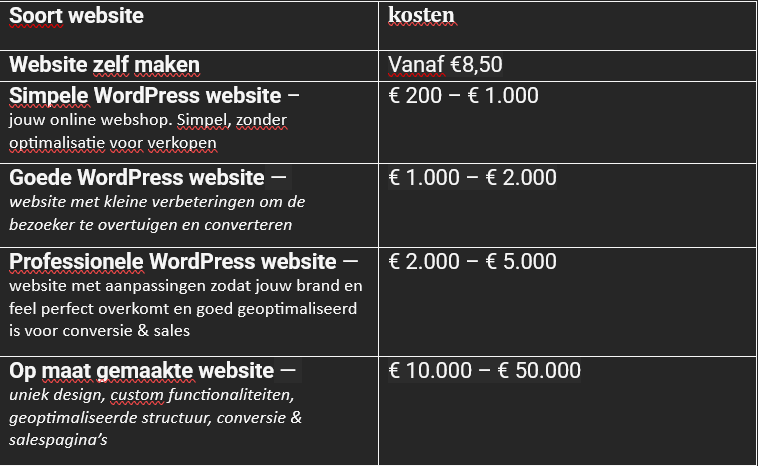 Soort website
kosten
Website zelf maken
Vanaf €8,50
Simpele WordPress website –
€ 200 – € 1.000
jouw online webshop. Simpel, zonder
optimalisatie voor verkopen
Goede WordPress website —
€ 1.000 – € 2.000
website met kleine verbeteringen om de
bezoeker te overtuigen en converteren
Professionele WordPress website —
€ 2.000 – € 5.000
website met aanpassingen zodat jouw brand en
feel perfect overkomt en goed geoptimaliseerd
is voor conversie & sales
Op maat gemaakte website —
€ 10.000 – € 50.000
uniek design, custom functionaliteiten,
geoptimaliseerde structuur, conversie &
salespagina’s